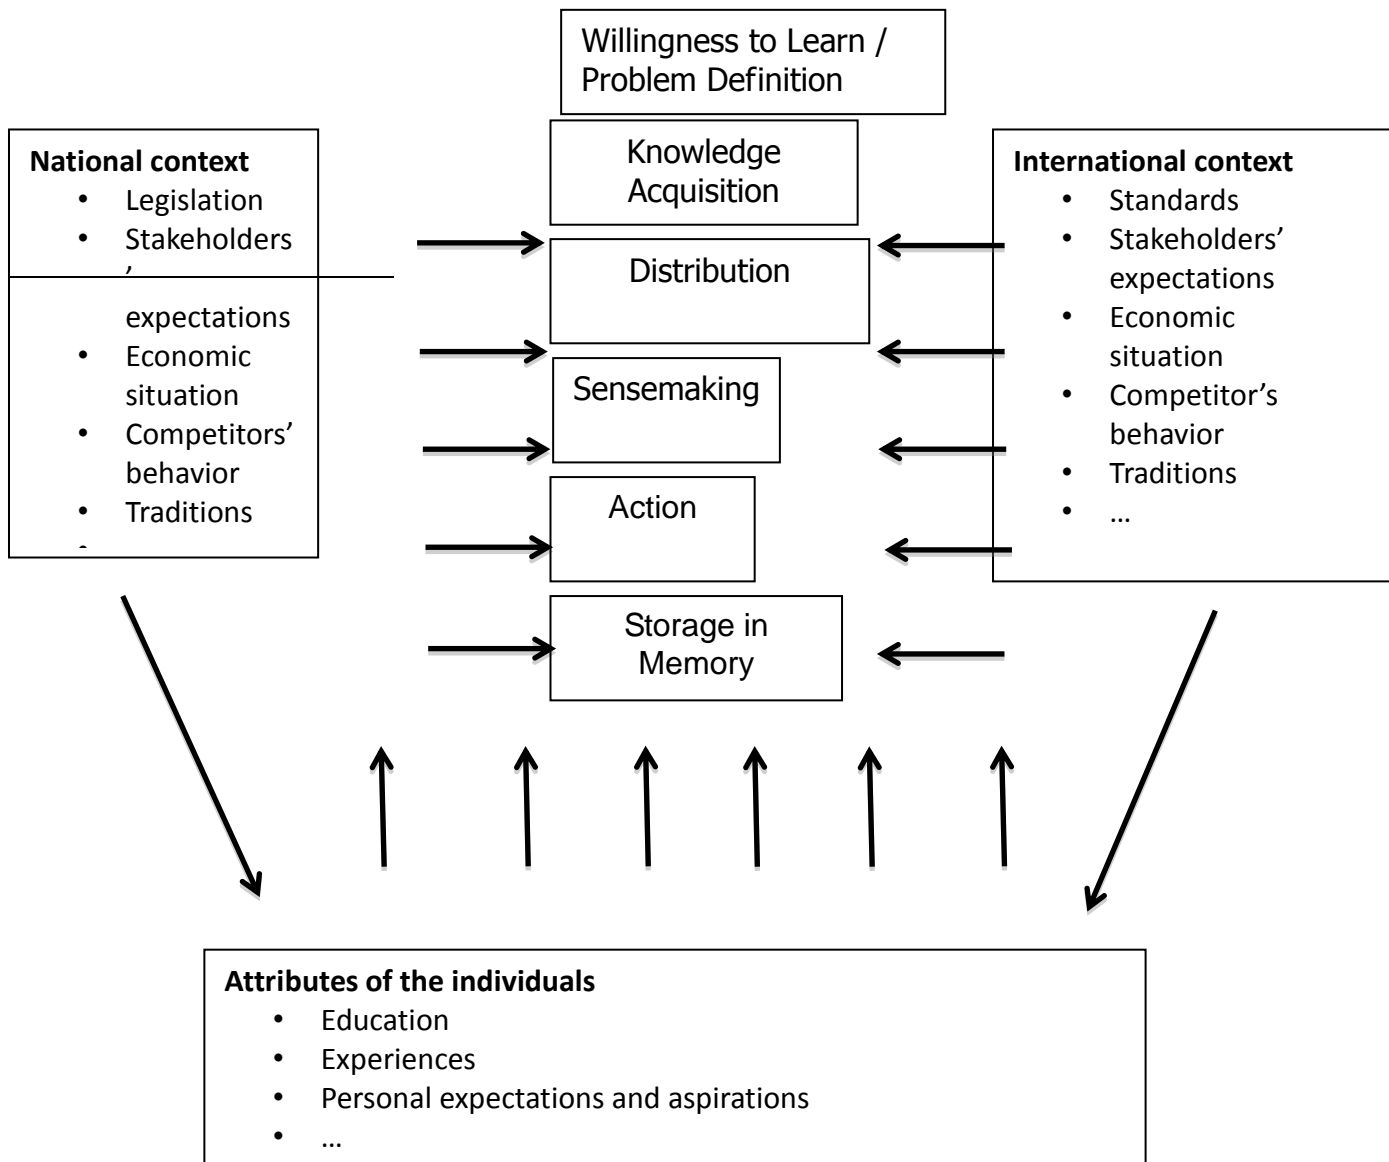 Willingness to Learn /
Problem Definition
National context
• Legislation
• Stakeholders
’
expectations
• Economic
situation
• Competitors’
behavior
• Traditions
•
Knowledge
Acquisition
Distribution
Sensemaking
Action
Storage in
Memory
International context
• Standards
• Stakeholders’
expectations
• Economic
situation
• Competitor’s
behavior
• Traditions
• ...
Attributes of the individuals
• Education
• Experiences
• Personal expectations and aspirations
• ...